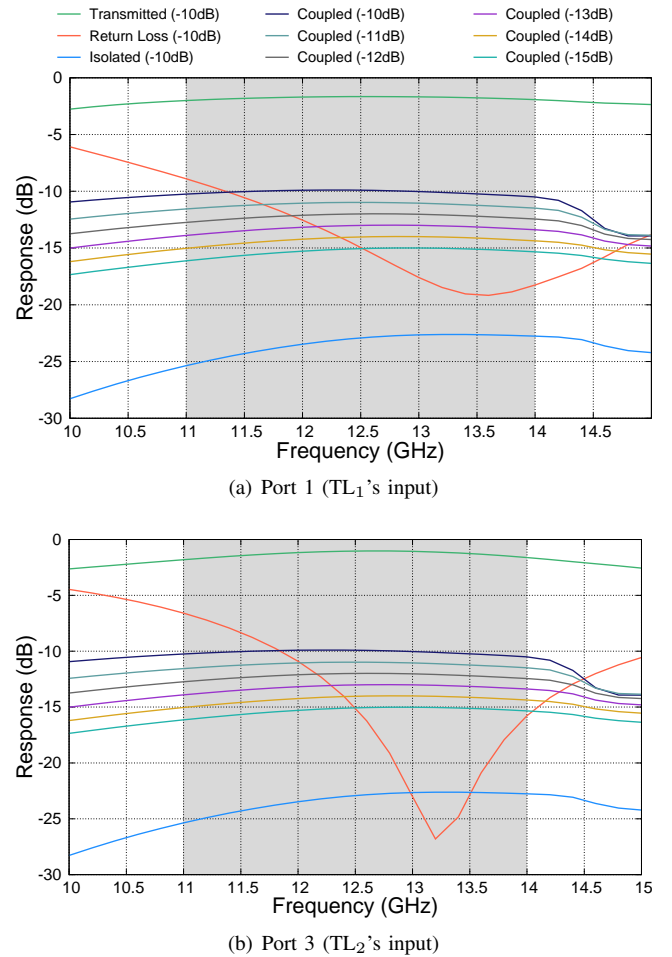 Transmitted (-10dB) Coupled (-10dB) Coupled (-13dB)
Return Loss (-10dB) Coupled (-11dB) Coupled (-14dB)
Isolated (-10dB) Coupled (-12dB) Coupled (-15dB)
0
-5
-10
-15
-20
-25
-30
Response (dB)
10 10.5 11 11.5 12 12.5 13 13.5 14 14.5
Frequency (GHz)
(a) Port 1 (TL₁'s input)
0
-5
-10
-15
-20
-25
-30
Response (dB)
10 10.5 11 11.5 12 12.5 13 13.5 14 14.5 15
Frequency (GHz)
(b) Port 3 (TL₂'s input)